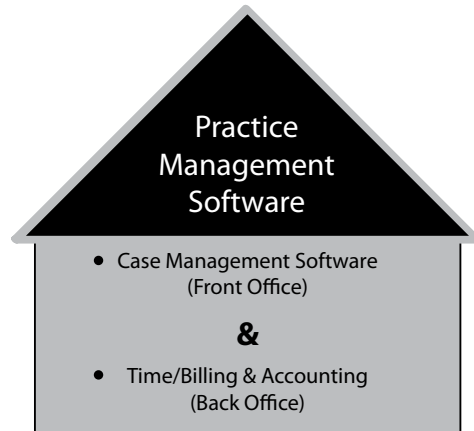 Practice
Management
Software
• Case Management Software
(Front Office)
&
• Time/Billing & Accounting
(Back Office)